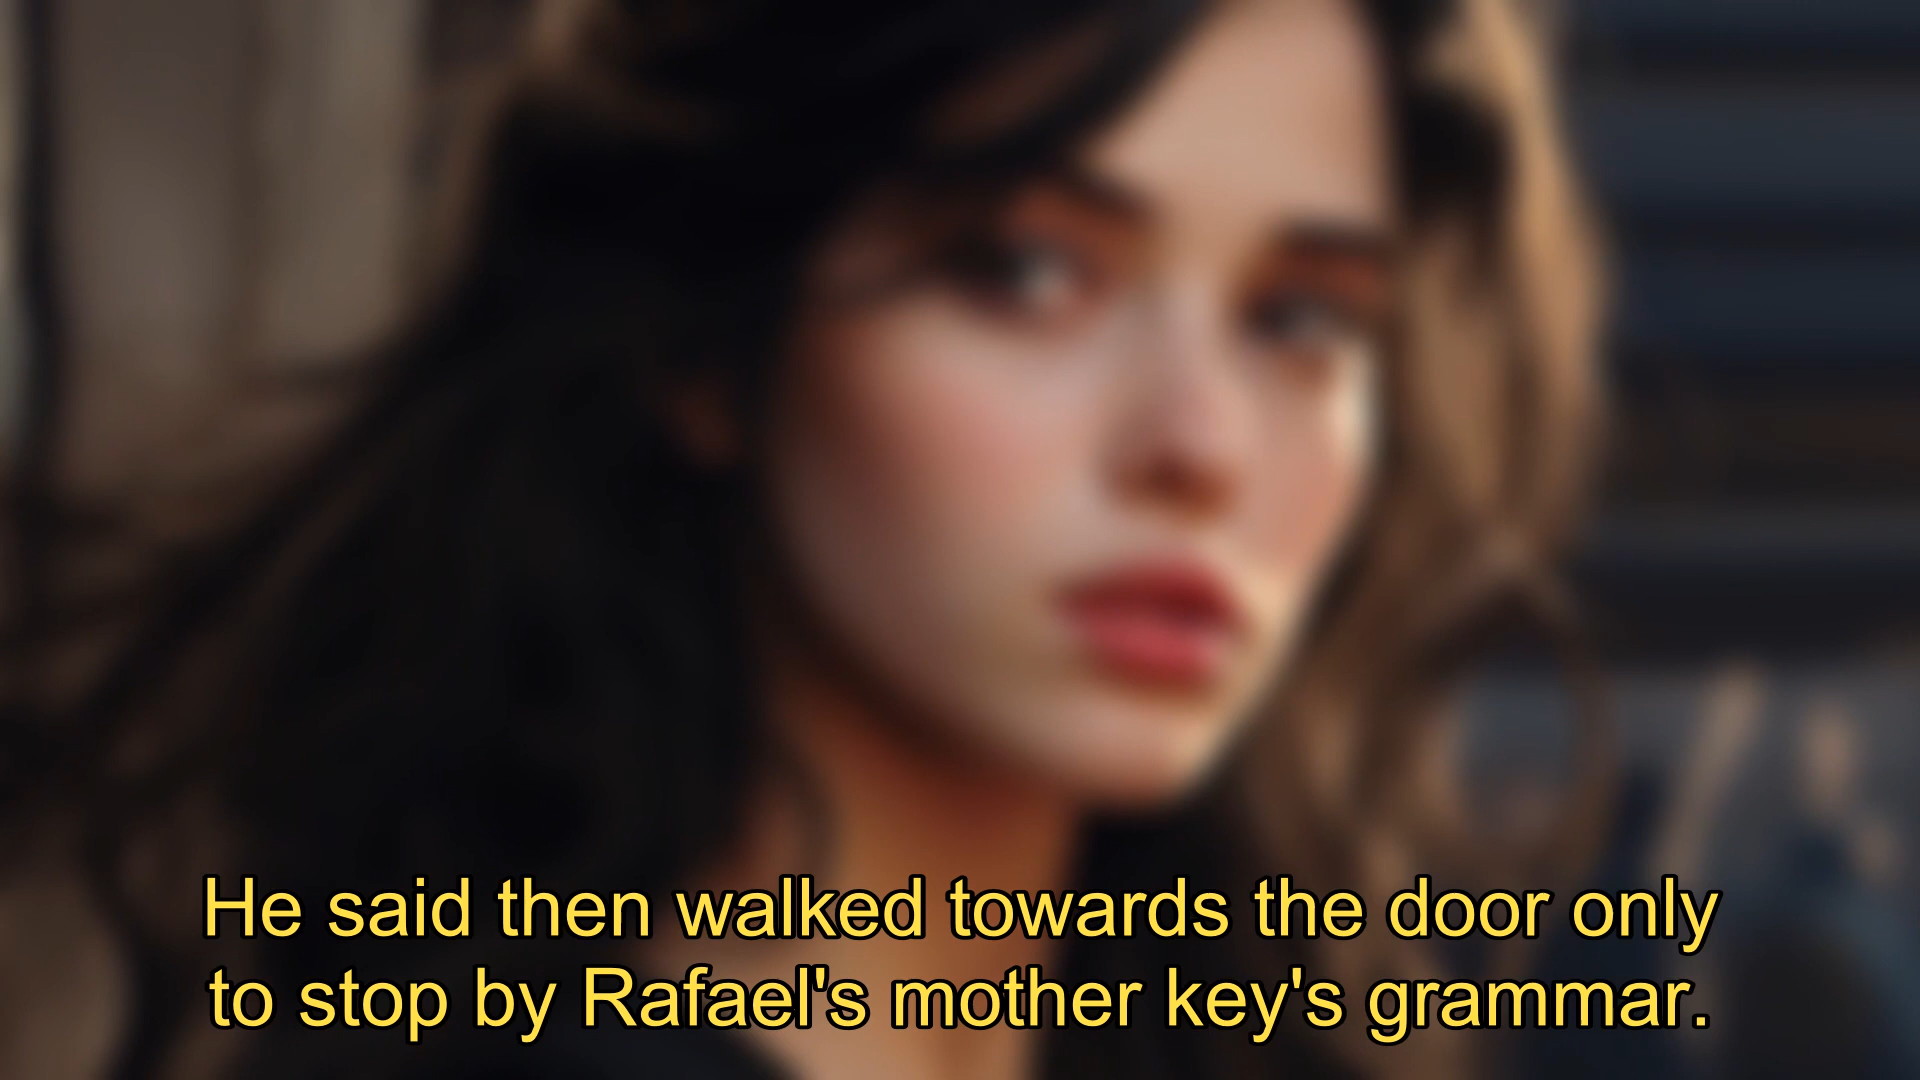 He said then walked towards the door only
to stop by Rafael's mother key's grammar.